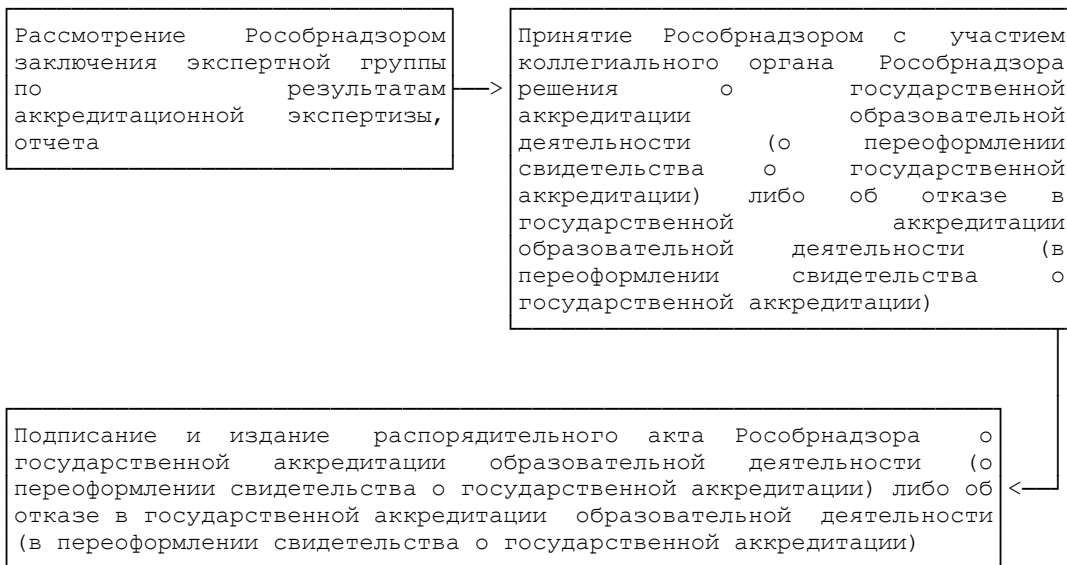 Рассмотрение Рособрнадзором
заключения экспертной группы
по результатам
аккредитационной экспертизы,
отчета
Принятие Рособрнадзором с участием
коллегиального органа Рособрнадзора
решения о государственной
аккредитации образовательной
деятельности (о переоформлении
свидетельства о государственной
аккредитации) либо об отказе в
государственной аккредитации
образовательной деятельности (в
переоформлении свидетельства о
государственной аккредитации)
Подписание и издание распорядительного акта Рособрнадзора о
государственной аккредитации образовательной деятельности (о
переоформлении свидетельства о государственной аккредитации) либо об
отказе в государственной аккредитации образовательной деятельности
(в переоформлении свидетельства о государственной аккредитации)